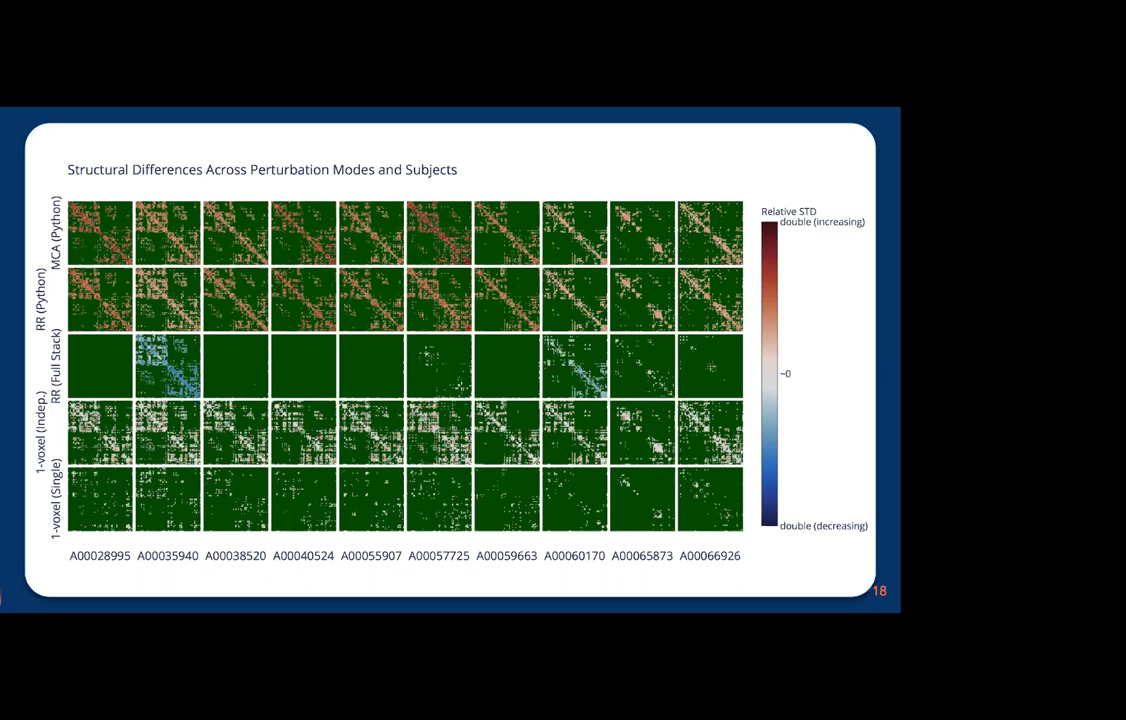 Structural Differences Across Perturbation Modes and Subjects
MCA (Python)
RR (Python)
RR (Full Stack)
1-voxel (Indep.)
1-voxel (Single)
A00028995 A00035940 A00038520 A00040524 A00055907 A00057725 A00059663 A00060170 A00065873 A00066926
Relative STD
double (increasing)
~0
double (decreasing)
18